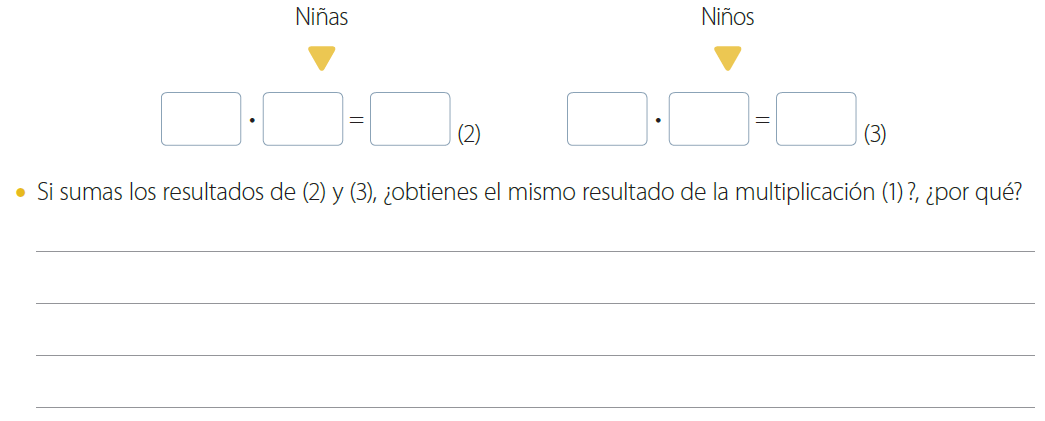 Niñas Niños
· = (2) · = (3)
• Si sumas los resultados de (2) y (3), ¿obtienes el mismo resultado de la multiplicación (1)?, ¿por qué?